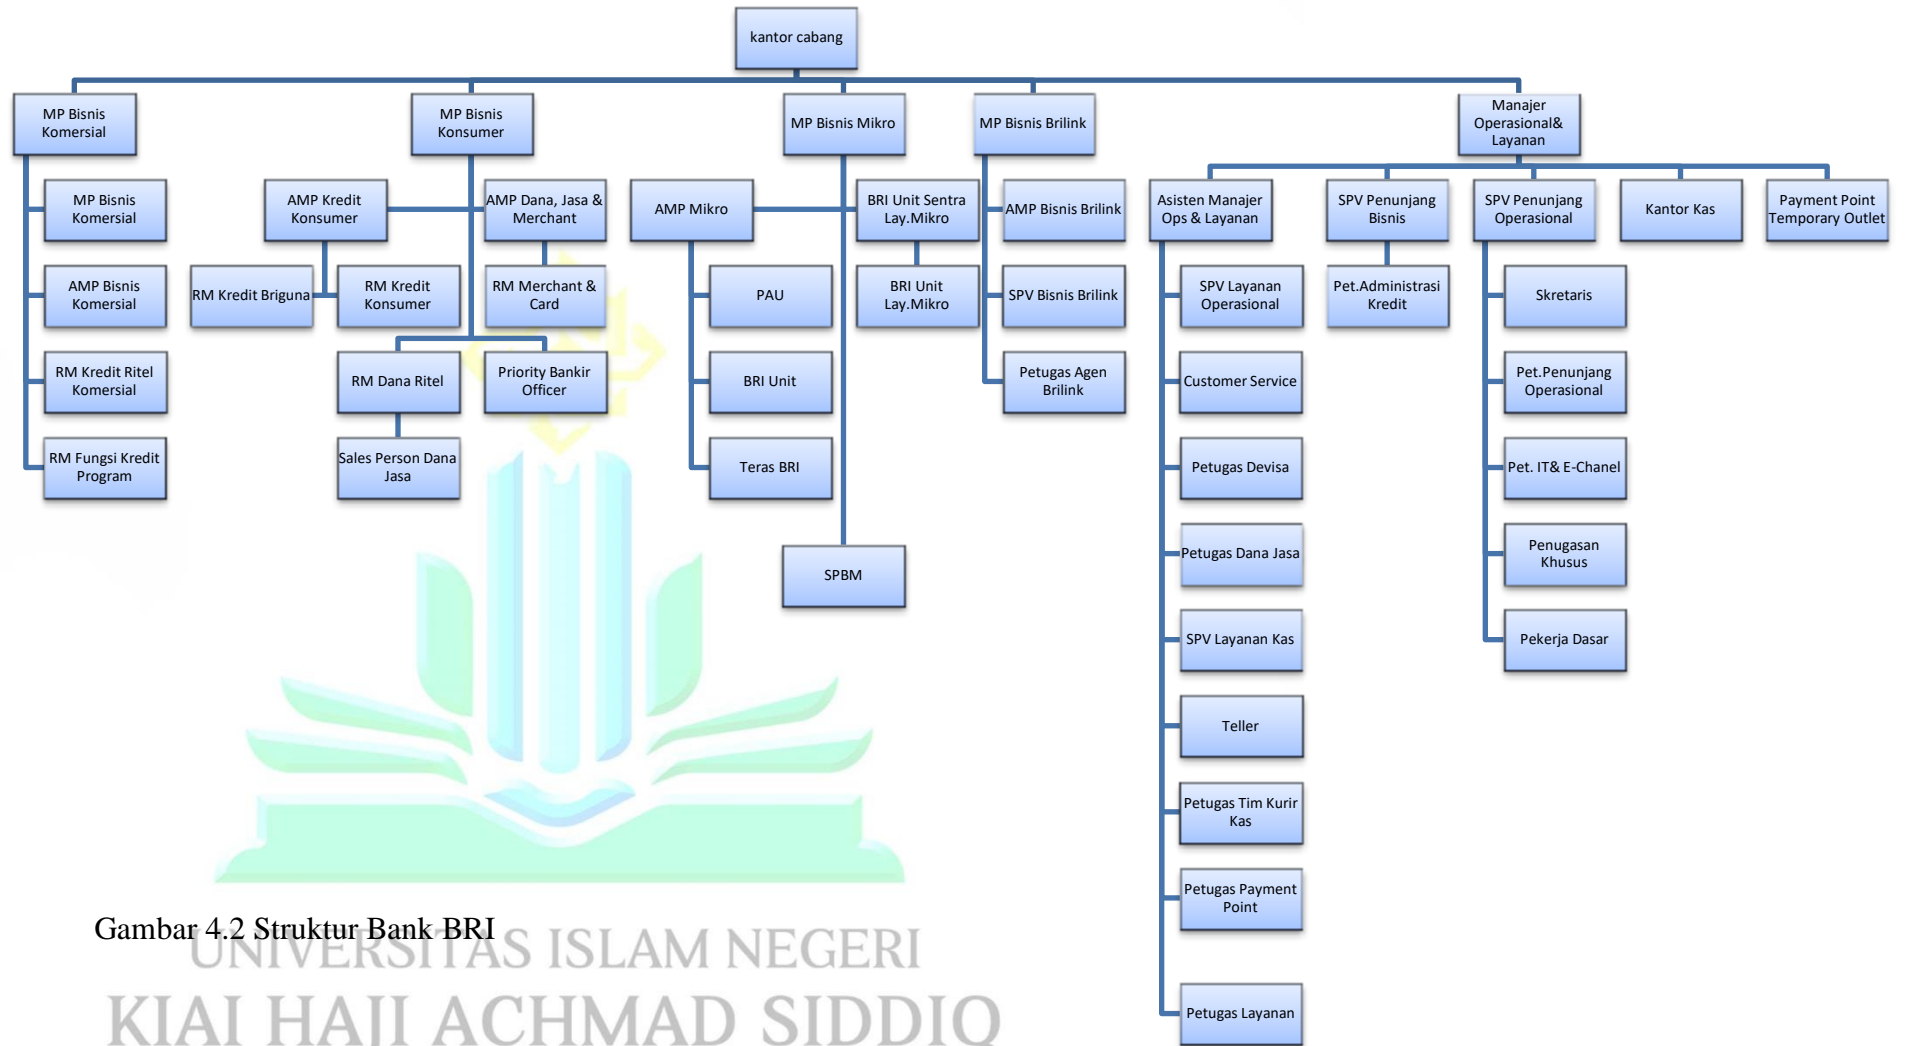 kantor cabang
MP Bisnis
Komersial
MP Bisnis
Konsumer
MP Bisnis Mikro
MP Bisnis Brilink
Manajer
Operasional&
Layanan
MP Bisnis
Komersial
AMP Bisnis
Komersial
RM Kredit Ritel
Komersial
RM Fungsi Kredit
Program
AMP Kredit
Konsumer
AMP Dana, Jasa &
Merchant
RM Kredit Briguna
RM Kredit
Konsumer
RM Merchant &
Card
RM Dana Ritel
Priority Bankir
Officer
Sales Person Dana
Jasa
AMP Mikro
BRI Unit Sentra
Lay.Mikro
PAU
BRI Unit
Lay.Mikro
BRI Unit
Teras BRI
SPBM
AMP Bisnis Brilink
SPV Bisnis Brilink
Petugas Agen
Brilink
Asisten Manajer
Ops & Layanan
SPV Penunjang
Bisnis
SPV Penunjang
Operasional
Kantor Kas
Payment Point
Temporary Outlet
SPV Layanan
Operasional
Customer Service
Petugas Devisa
Petugas Dana Jasa
SPV Layanan Kas
Teller
Petugas Tim Kurir
Kas
Petugas Payment
Point
Petugas Layanan
Pet.Administrasi
Kredit
Skretaris
Pet.Penunjang
Operasional
Pet. IT& E-Chanel
Penugasan
Khusus
Pekerja Dasar
Gambar 4.2 Struktur Bank BRI
UNIVERSITAS ISLAM NEGERI
KIAI HAJI ACHMAD SIDDIQ